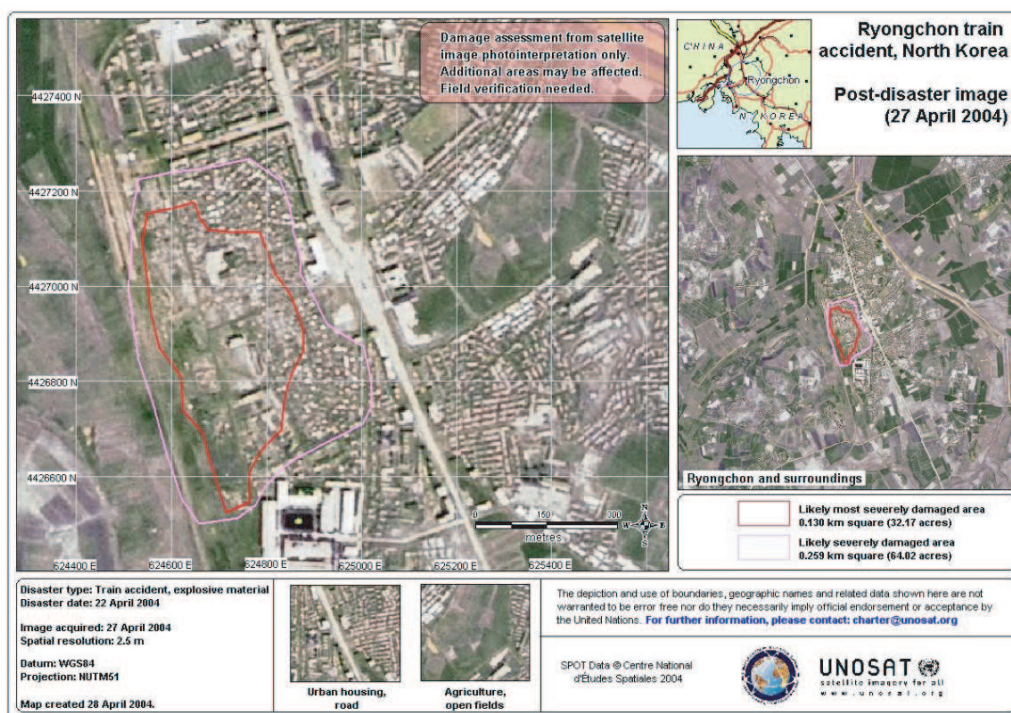 Damage assessment from satellite
image photointerpretation only.
Additional areas may be affected.
Field verification needed.
Ryongchon train
accident, North Korea
Post-disaster image
(27 April 2004)
CHINA
Ryongchon
N. KOREA
4427400 N
4427200 N
4427000 N
4426800 N
4426600 N
624400 E
624600 E
624800 E
625000 E
625200 E
625400 E
0 150 300
metres
N
W E
S
Ryongchon and surroundings
Likely most severely damaged area
0.130 km square (32.17 acres)
Likely severely damaged area
0.259 km square (64.02 acres)
Disaster type: Train accident, explosive material
Disaster date: 22 April 2004
Image acquired: 27 April 2004
Spatial resolution: 2.5 m
Datum: WGS84
Projection: NUTM51
Map created 28 April 2004.
Urban housing,
road
Agriculture,
open fields
The depiction and use of boundaries, geographic names and related data shown here are not
warranted to be error free nor do they necessarily imply official endorsement or acceptance by
the United Nations. For further information, please contact: charter@unosat.org
SPOT Data © Centre National
d'Études Spatiales 2004
UNOSAT
satellite imagery for all
www.unosat.org